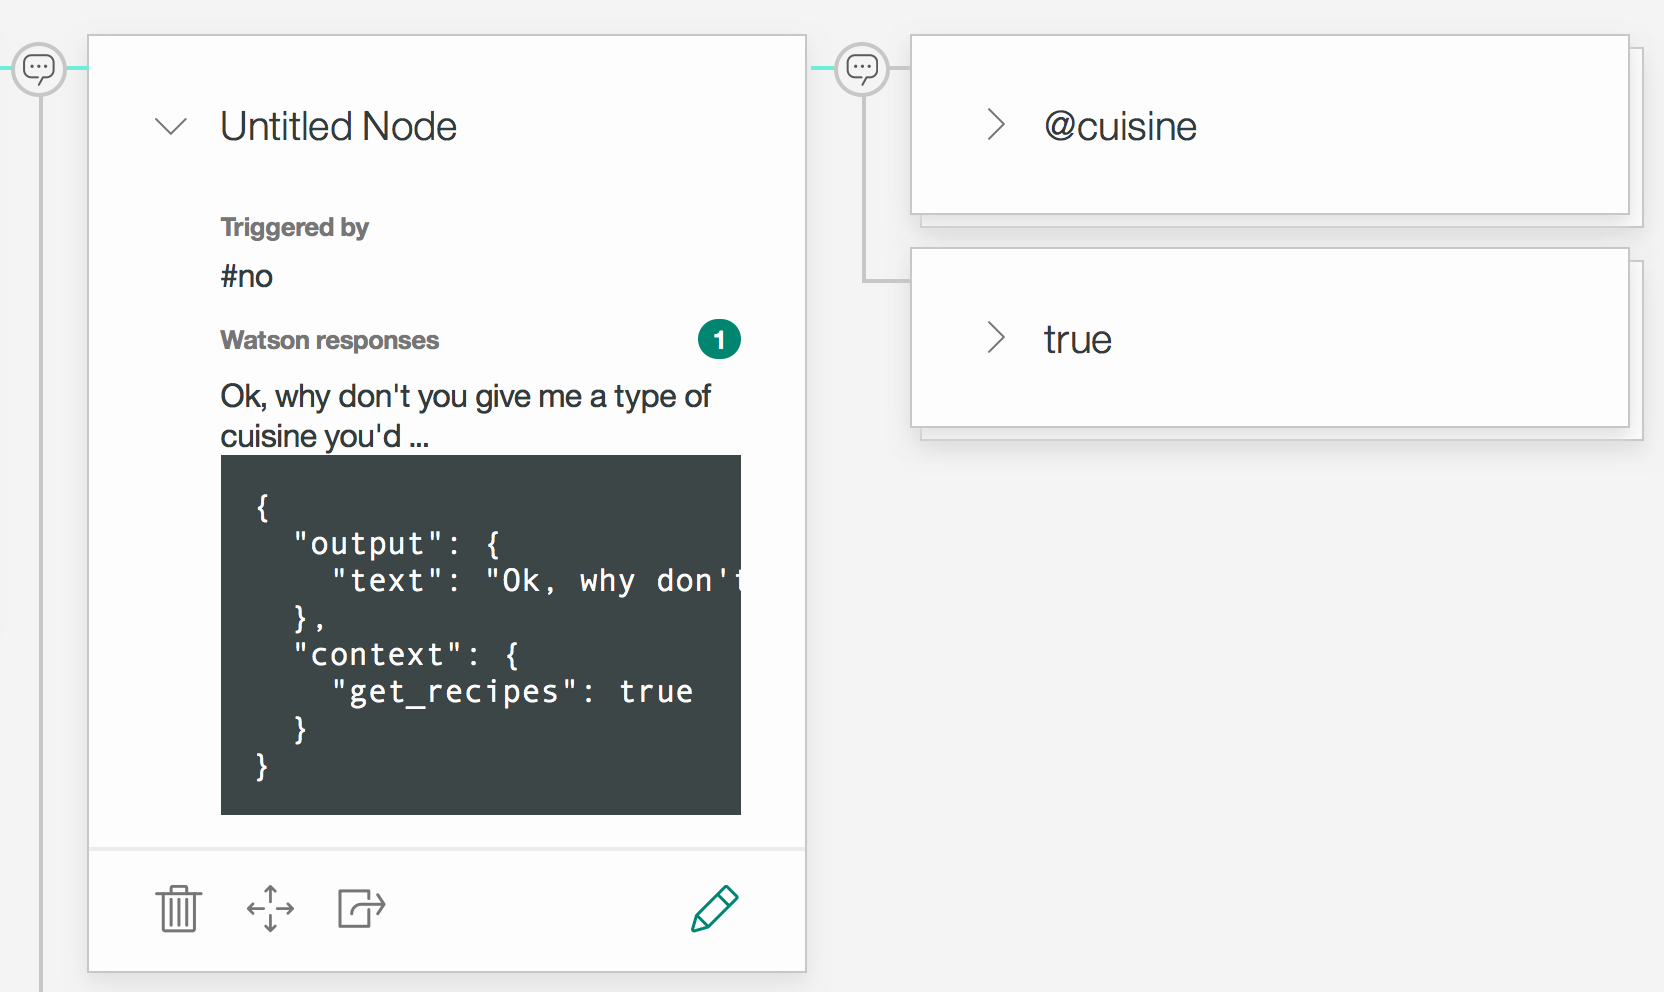 Untitled Node
Triggered by
#no
Watson responses
1
Ok, why don't you give me a type of
cuisine you'd ...
{
"output": {
"text": "Ok, why don't
},
"context": {
"get_recipes": true
}
}
@cuisine
true